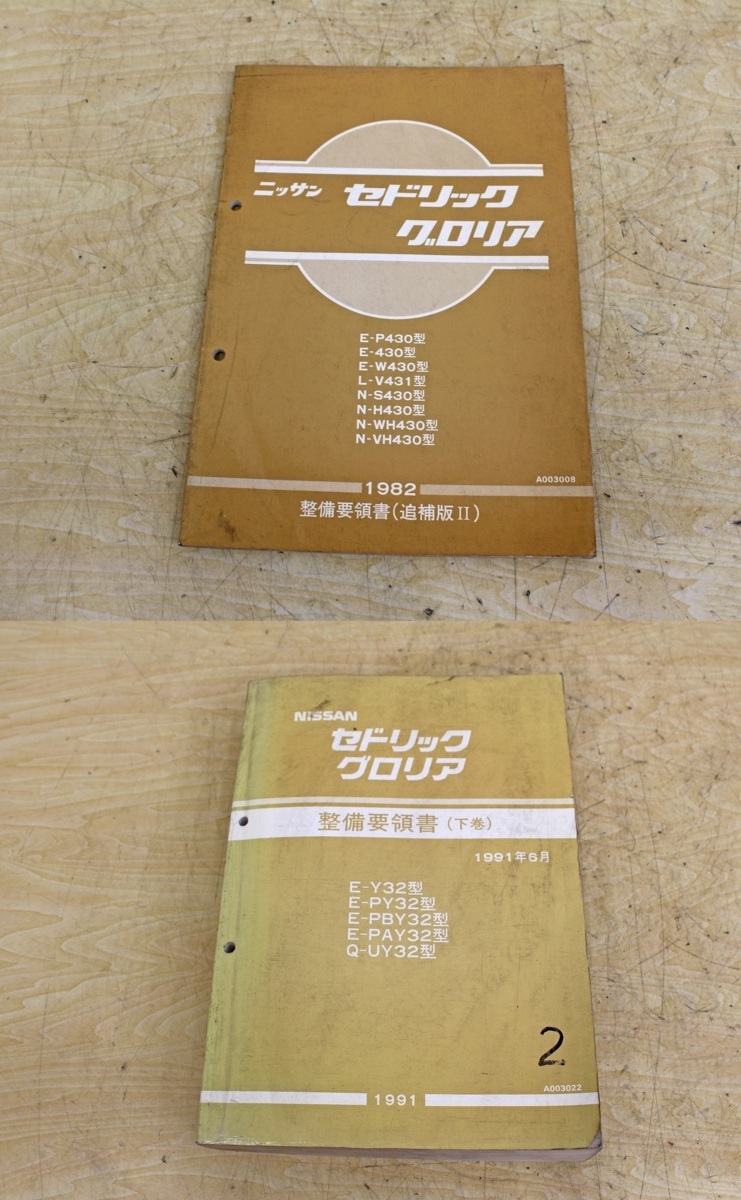 ニッサン セドリック
グロリア
E-P430型
E-430型
E-W430型
L-V431型
N-S430型
N-H430型
N-WH430型
N-VH430型
A003008
1982
整備要領書(追補版II)
NISSAN
セドリック
グロリア
整備要領書(下巻)
1991年6月
E-Y32型
E-PY32型
E-PBY32型
E-PAY32型
Q-UY32型
2
A003022
1991